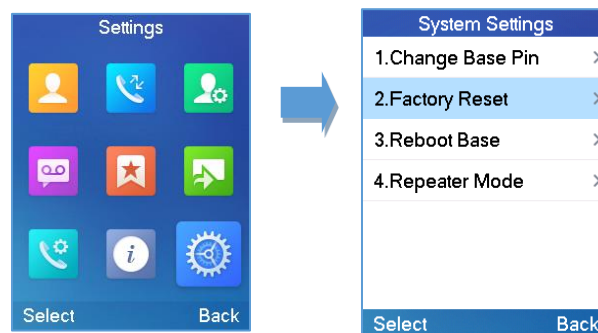 Settings
Select Back
System Settings
1.Change Base Pin
2.Factory Reset
3.Reboot Base
4.Repeater Mode
Select Back